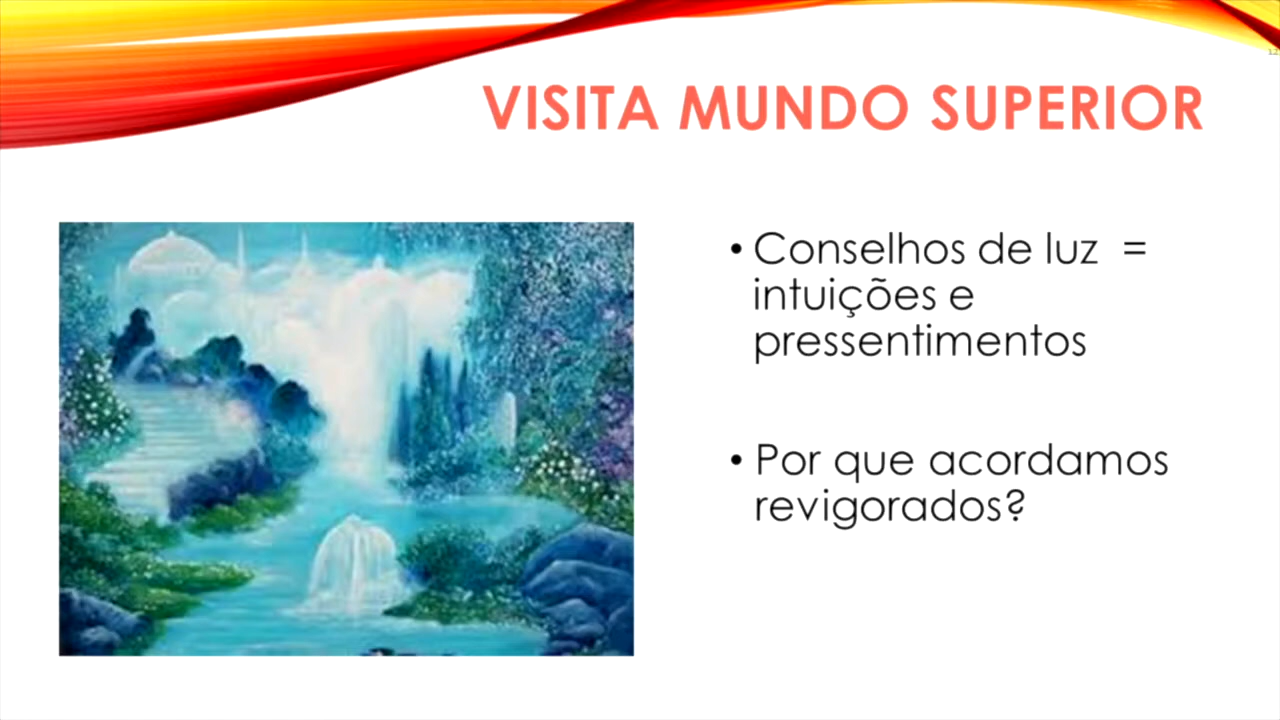 VISITA MUNDO SUPERIOR
• Conselhos de luz =
intuições e
pressentimentos
• Por que acordamos
revigorados?